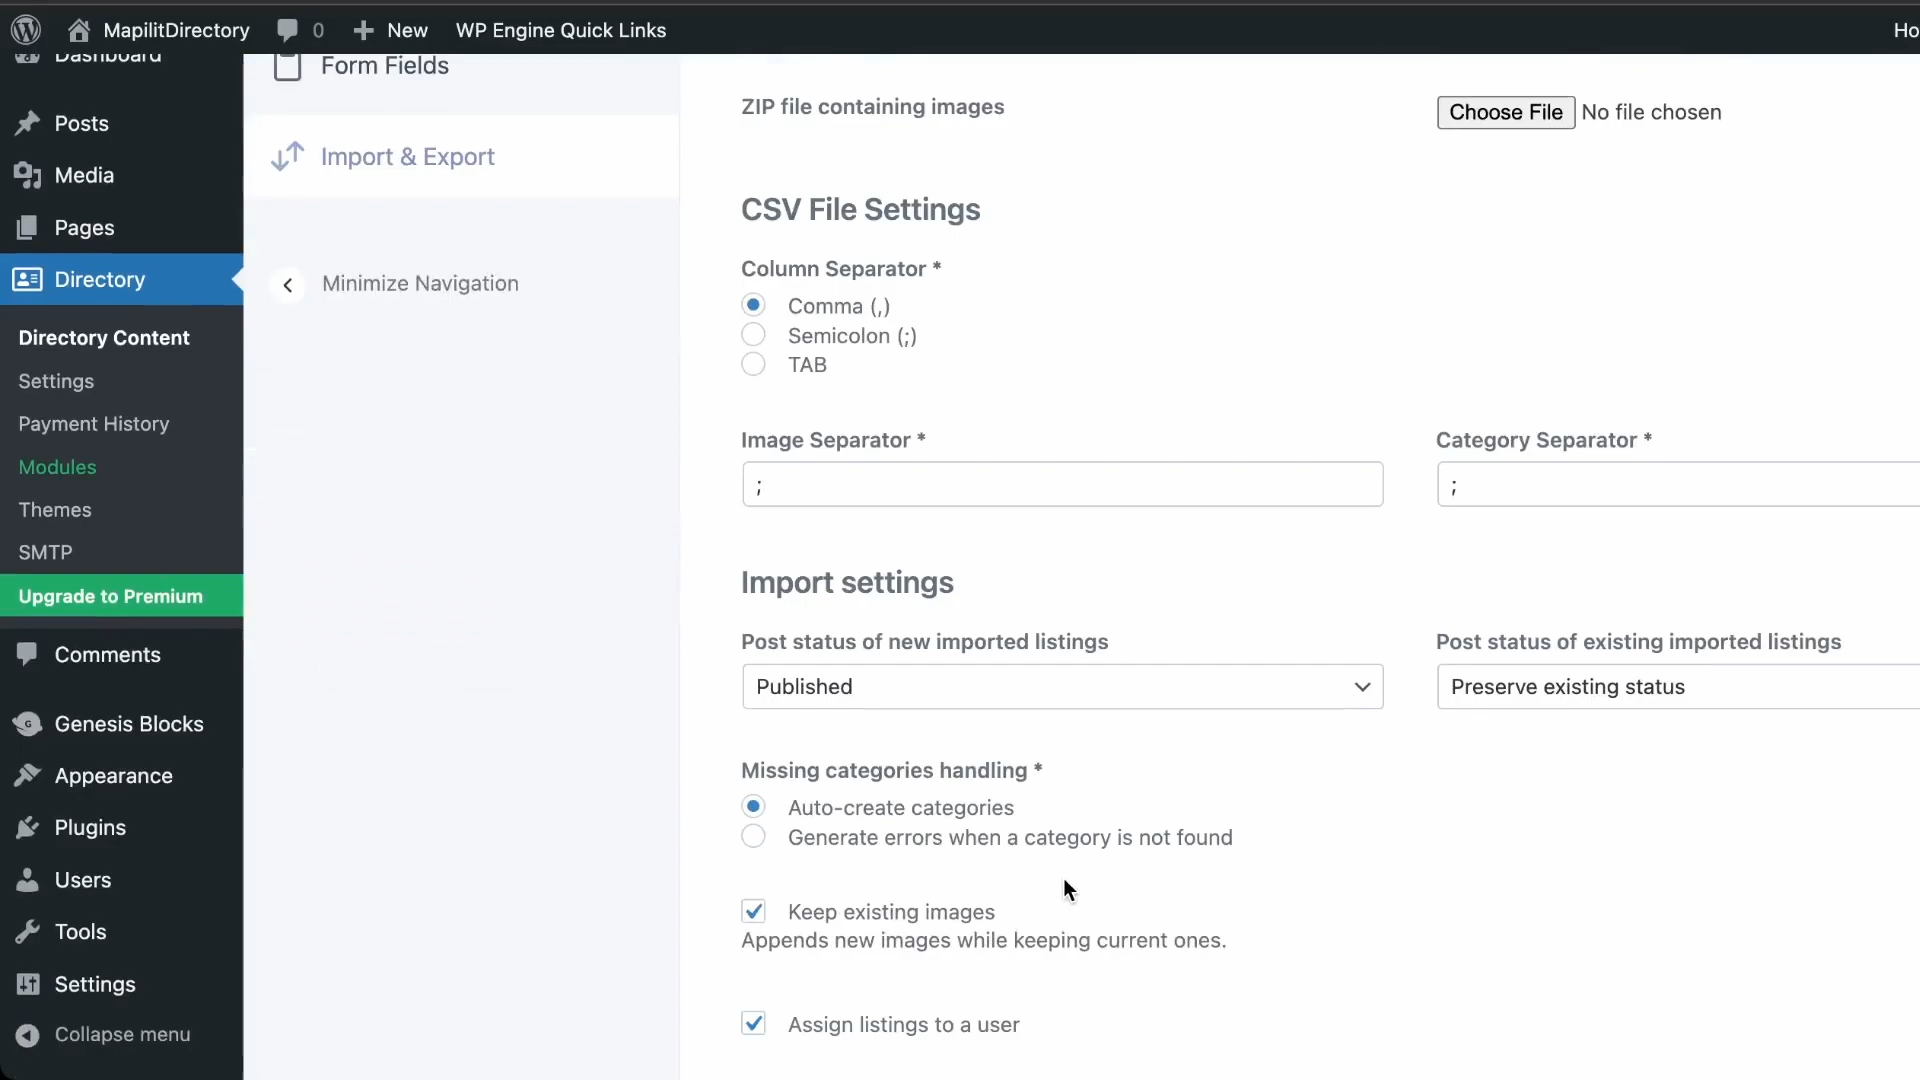 MapilitDirectory
0
New
WP Engine Quick Links
Ho
Dashboard
Posts
Media
Pages
Directory
Directory Content
Settings
Payment History
Modules
Themes
SMTP
Upgrade to Premium
Comments
Genesis Blocks
Appearance
Plugins
Users
Tools
Settings
Collapse menu
Form Fields
Import & Export
Minimize Navigation
ZIP file containing images
Choose File No file chosen
CSV File Settings
Column Separator *
Comma (,)
Semicolon (;)
TAB
Image Separator *
;
Category Separator *
;
Import settings
Post status of new imported listings
Published
Post status of existing imported listings
Preserve existing status
Missing categories handling *
Auto-create categories
Generate errors when a category is not found
Keep existing images
Appends new images while keeping current ones.
Assign listings to a user